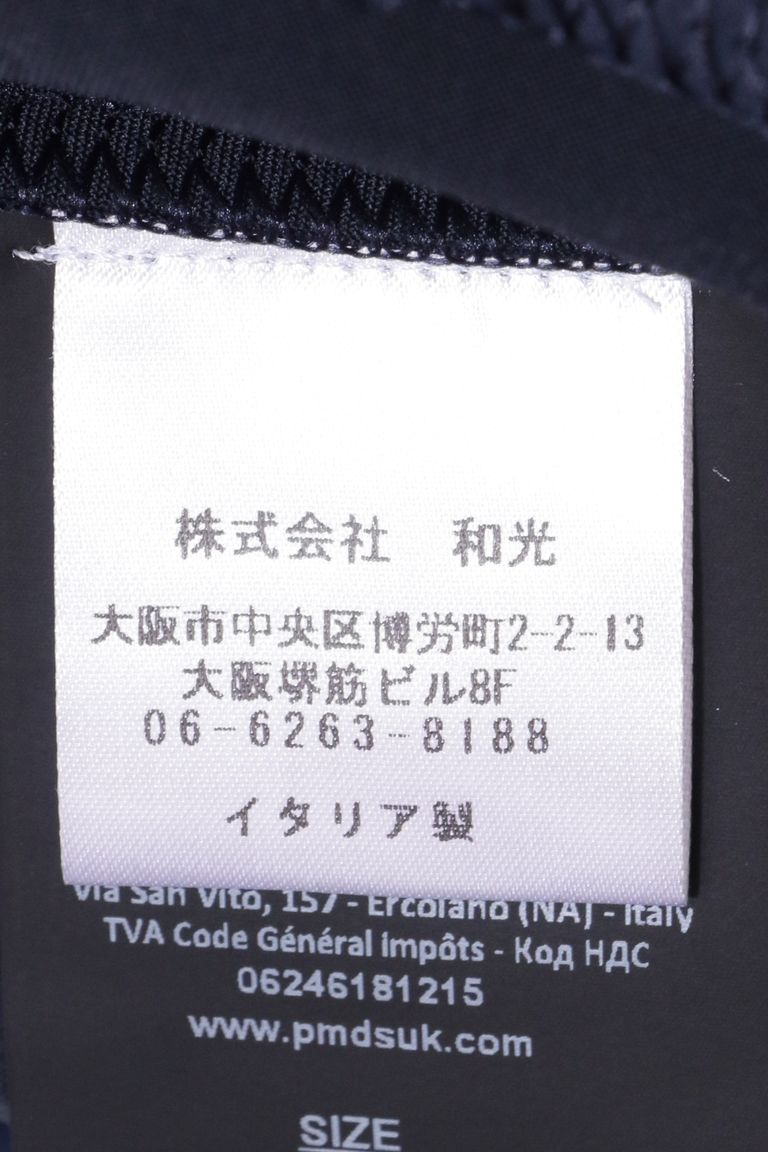 株式会社 和光
大阪市中央区博労町2-2-13
大阪堺筋ビル8F
06-6263-8188
イタリア製
Via San Vito, 157 - Ercolano (NA) - Italy
TVA Code Général impôts - Код НДС
06246181215
www.pmdsuk.com
SIZE